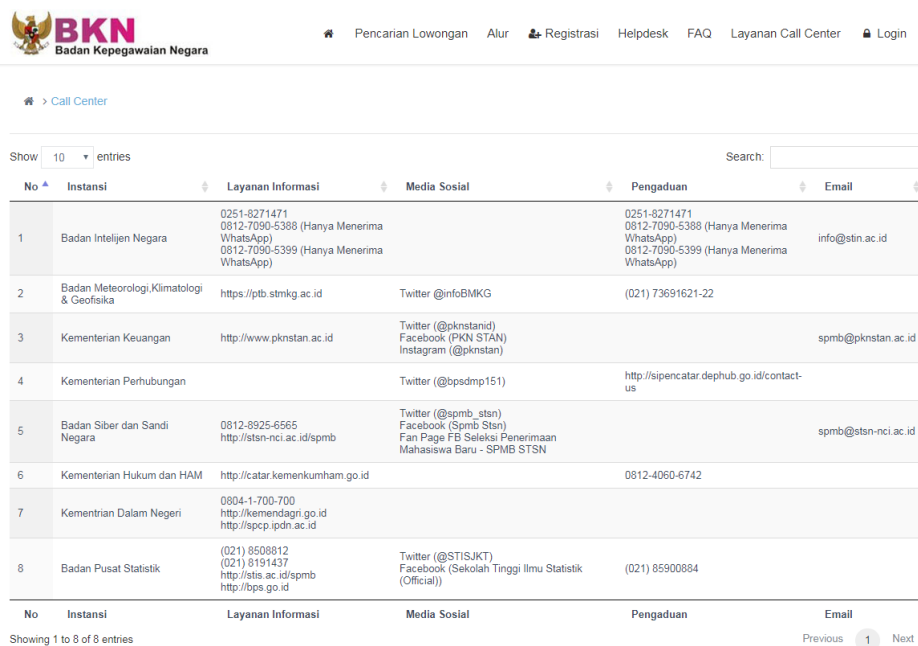 BKN
Badan Kepegawaian Negara
Pencarian Lowongan Alur Registrasi Helpdesk FAQ Layanan Call Center Login
> Call Center
Show 10 entries Search:
No Instansi Layanan Informasi Media Sosial Pengaduan Email
1 Badan Intelijen Negara
0251-8271471
0812-7090-5388 (Hanya Menerima
WhatsApp)
0812-7090-5399 (Hanya Menerima
WhatsApp)
0251-8271471
0812-7090-5388 (Hanya Menerima
WhatsApp)
0812-7090-5399 (Hanya Menerima
WhatsApp)
info@stin.ac.id
2 Badan Meteorologi,Klimatologi
& Geofisika
https://ptb.stmkg.ac.id
Twitter @infoBMKG
(021) 73691621-22
3 Kementerian Keuangan
http://www.pknstan.ac.id
Twitter (@pknstanid)
Facebook (PKN STAN)
Instagram (@pknstan)
spmb@pknstan.ac.id
4 Kementerian Perhubungan
Twitter (@bpsdmp151)
http://sipencatar.dephub.go.id/contact-
us
5 Badan Siber dan Sandi
Negara
0812-8925-6565
http://stsn-nci.ac.id/spmb
Twitter (@spmb_stsn)
Facebook (Spmb Stsn)
Fan Page FB Seleksi Penerimaan
Mahasiswa Baru - SPMB STSN
spmb@stsn-nci.ac.id
6 Kementerian Hukum dan HAM
http://catar.kemenkumham.go.id
0812-4060-6742
7 Kementrian Dalam Negeri
0804-1-700-700
http://kemendagri.go.id
http://spcp.ipdn.ac.id
8 Badan Pusat Statistik
(021) 8508812
(021) 8191437
http://stis.ac.id/spmb
http://bps.go.id
Twitter (@STISJKT)
Facebook (Sekolah Tinggi Ilmu Statistik
(Official))
(021) 85900884
No Instansi Layanan Informasi Media Sosial Pengaduan Email
Showing 1 to 8 of 8 entries Previous 1 Next